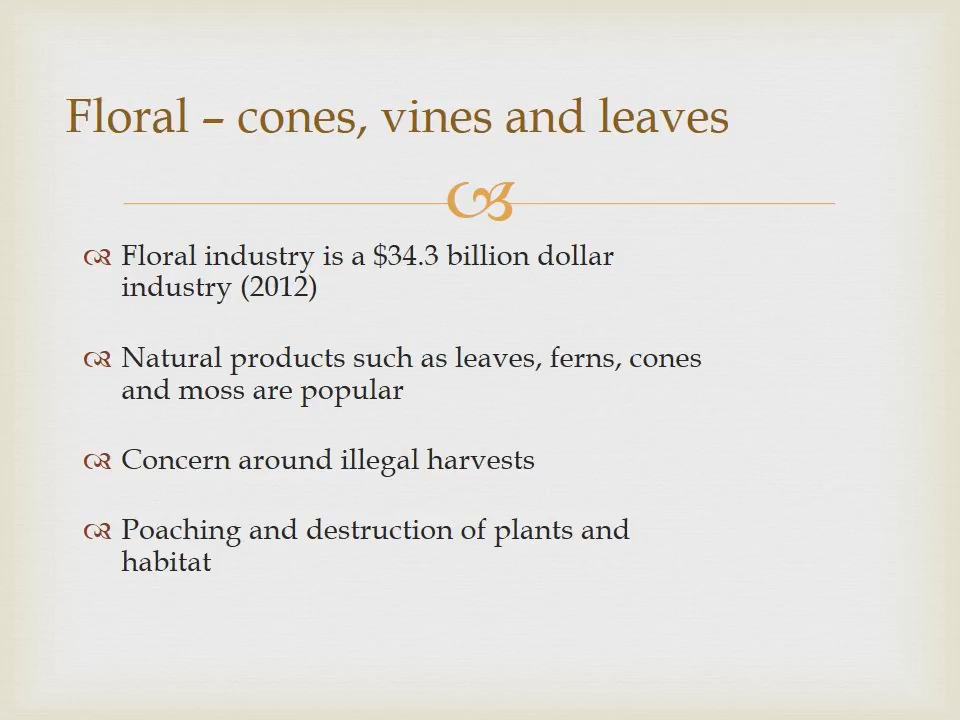 Floral – cones, vines and leaves
Floral industry is a $34.3 billion dollar
industry (2012)
Natural products such as leaves, ferns, cones
and moss are popular
Concern around illegal harvests
Poaching and destruction of plants and
habitat